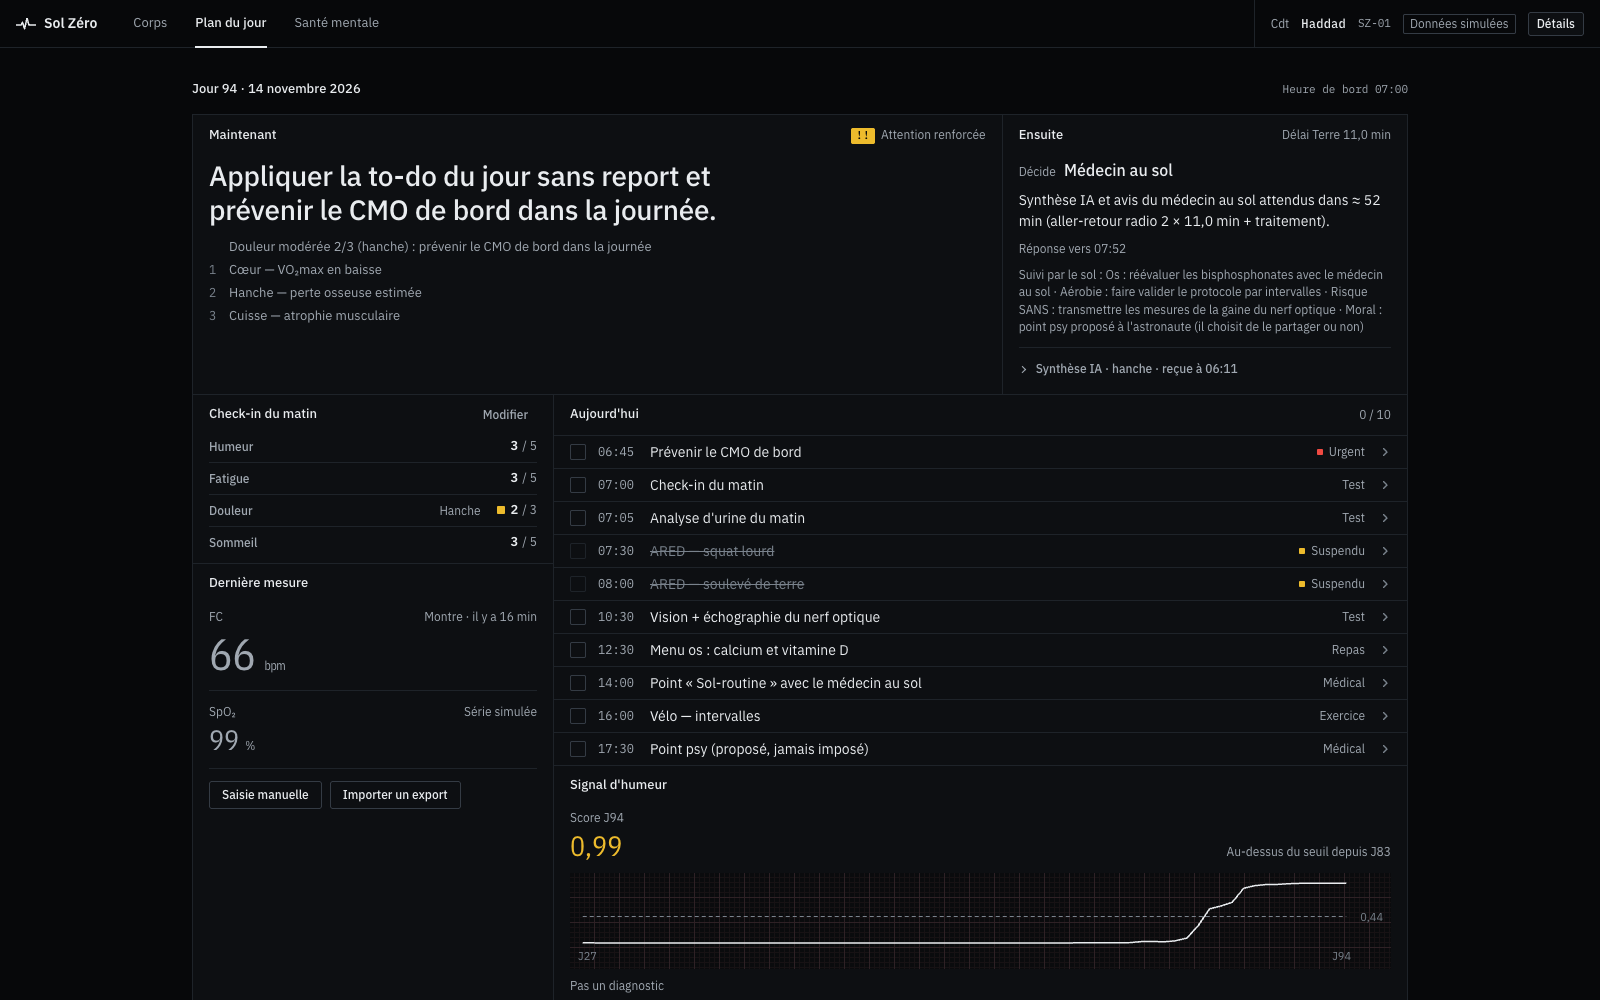 Sol Zéro
Corps
Plan du jour
Santé mentale
Cdt Haddad SZ-01
Données simulées
Détails
Jour 94 · 14 novembre 2026
Heure de bord 07:00
Maintenant
!! Attention renforcée
Appliquer la to-do du jour sans report et
prévenir le CMO de bord dans la journée.
Douleur modérée 2/3 (hanche) : prévenir le CMO de bord dans la journée
1 Cœur — VO₂max en baisse
2 Hanche — perte osseuse estimée
3 Cuisse — atrophie musculaire
Ensuite
Délai Terre 11,0 min
Décide Médecin au sol
Synthèse IA et avis du médecin au sol attendus dans ≈ 52
min (aller-retour radio 2 × 11,0 min + traitement).
Réponse vers 07:52
Suivi par le sol : Os : réévaluer les bisphosphonates avec le médecin
au sol · Aérobie : faire valider le protocole par intervalles · Risque
SANS : transmettre les mesures de la gaine du nerf optique · Moral :
point psy proposé à l'astronaute (il choisit de le partager ou non)
Synthèse IA · hanche · reçue à 06:11
Check-in du matin
Modifier
Humeur 3 / 5
Fatigue 3 / 5
Douleur Hanche 2 / 3
Sommeil 3 / 5
Dernière mesure
FC Montre · il y a 16 min
66 bpm
SpO₂ Série simulée
99 %
Saisie manuelle
Importer un export
Aujourd'hui 0 / 10
06:45 Prévenir le CMO de bord Urgent
07:00 Check-in du matin Test
07:05 Analyse d'urine du matin Test
07:30 ARED — squat lourd Suspendu
08:00 ARED — soulevé de terre Suspendu
10:30 Vision + échographie du nerf optique Test
12:30 Menu os : calcium et vitamine D Repas
14:00 Point « Sol-routine » avec le médecin au sol Médical
16:00 Vélo — intervalles Exercice
17:30 Point psy (proposé, jamais imposé) Médical
Signal d'humeur
Score J94
0,99
Au-dessus du seuil depuis J83
0,44
J27
J94
Pas un diagnostic